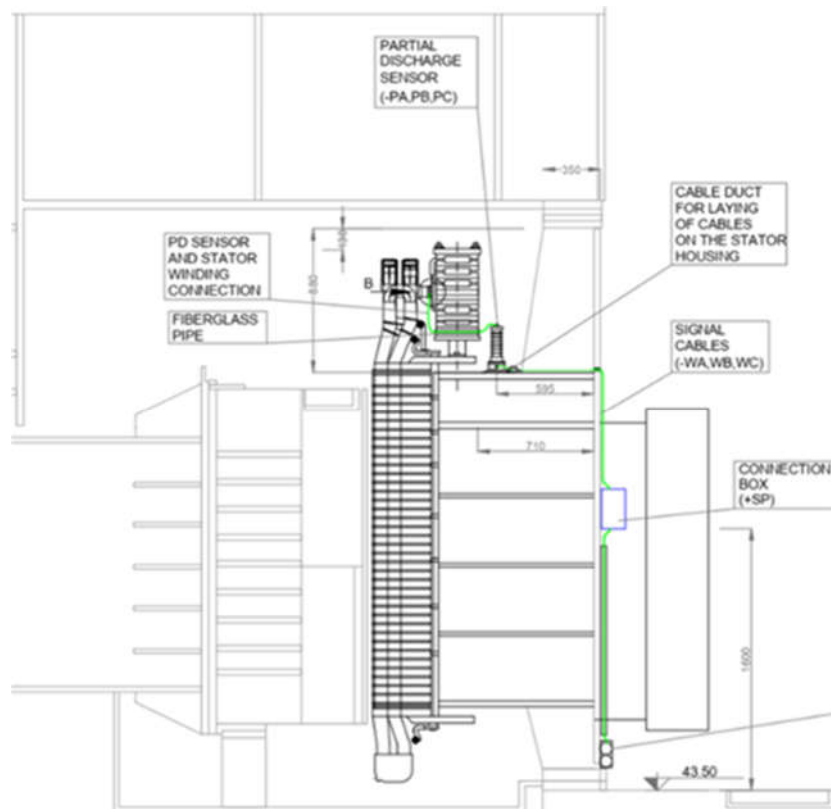 PARTIAL
DISCHARGE
SENSOR
(-PA,PB,PC)
350
CABLE DUCT
FOR LAYING
OF CABLES
ON THE STATOR
HOUSING
PD SENSOR
AND STATOR
WINDING
CONNECTION
130
880
B
FIBERGLASS
PIPE
SIGNAL
CABLES
(-WA,WB,WC)
595
710
CONNECTION
BOX
(+SP)
1600
43,50